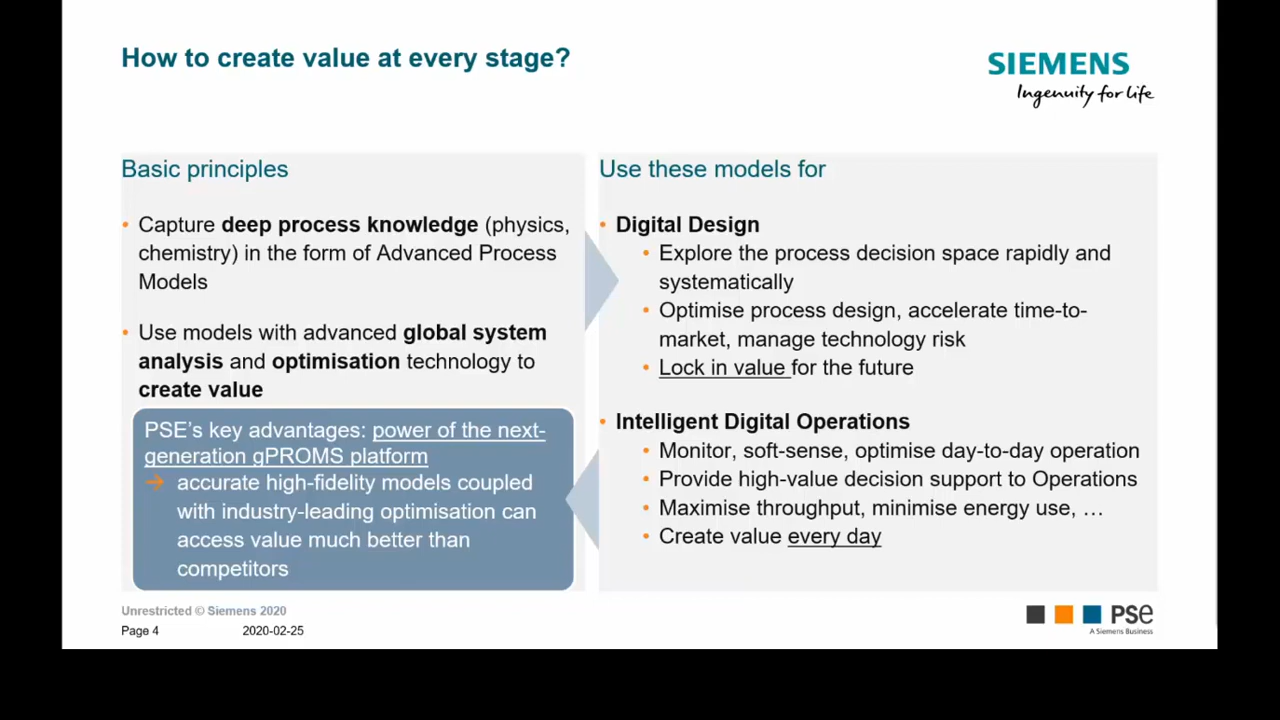 How to create value at every stage?
SIEMENS
Ingenuity for life
Basic principles
• Capture deep process knowledge (physics,
chemistry) in the form of Advanced Process
Models
• Use models with advanced global system
analysis and optimisation technology to
create value
PSE's key advantages: power of the next-
generation gPROMS platform
→ accurate high-fidelity models coupled
with industry-leading optimisation can
access value much better than
competitors
Use these models for
• Digital Design
• Explore the process decision space rapidly and
systematically
• Optimise process design, accelerate time-to-
market, manage technology risk
• Lock in value for the future
• Intelligent Digital Operations
• Monitor, soft-sense, optimise day-to-day operation
• Provide high-value decision support to Operations
• Maximise throughput, minimise energy use, …
• Create value every day
Unrestricted © Siemens 2020
Page 4 2020-02-25
PSe
A Siemens Business